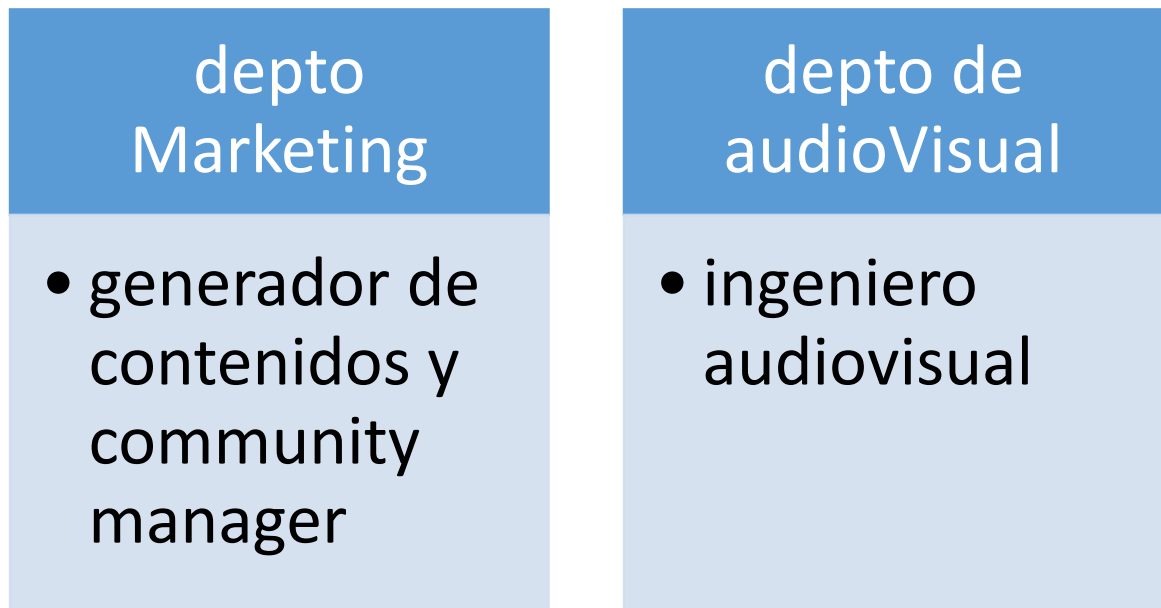 depto
Marketing
• generador de
contenidos y
community
manager
depto de
audioVisual
• ingeniero
audiovisual